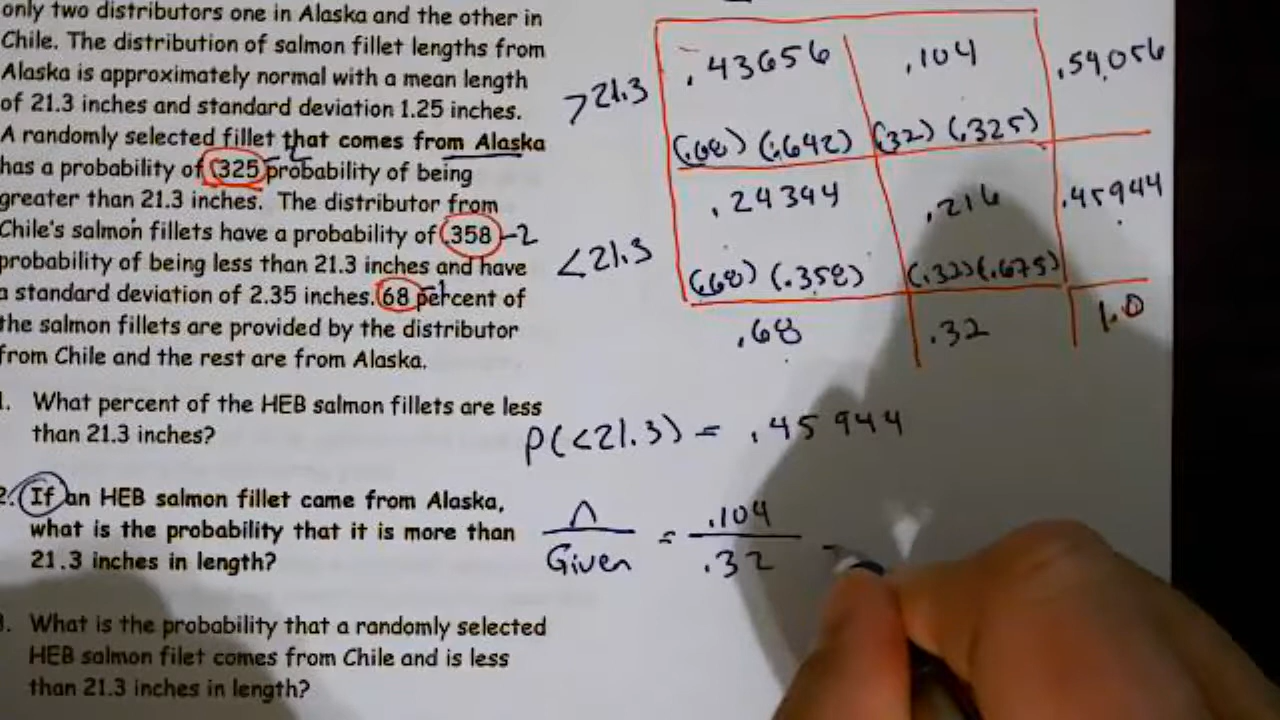 only two distributors one in Alaska and the other in
Chile. The distribution of salmon fillet lengths from
Alaska is approximately normal with a mean length
of 21.3 inches and standard deviation 1.25 inches.
A randomly selected fillet that comes from Alaska
has a probability of .325 probability of being
greater than 21.3 inches. The distributor from
Chile's salmon fillets have a probability of .358 -2
probability of being less than 21.3 inches and have
a standard deviation of 2.35 inches. 68 percent of
the salmon fillets are provided by the distributor
from Chile and the rest are from Alaska.
>21.3 .43656 .104 .59,056
(.68) (.642) (32) (.325)
<21.3 .24344 .216 .45944
(.68) (.358) (.32)(.675)
.68 .32 1.0
. What percent of the HEB salmon fillets are less
than 21.3 inches?
P(<21.3) = .45944
2. If an HEB salmon fillet came from Alaska,
what is the probability that it is more than
21.3 inches in length?
∩ = .104 =
Given .32
. What is the probability that a randomly selected
HEB salmon filet comes from Chile and is less
than 21.3 inches in length?